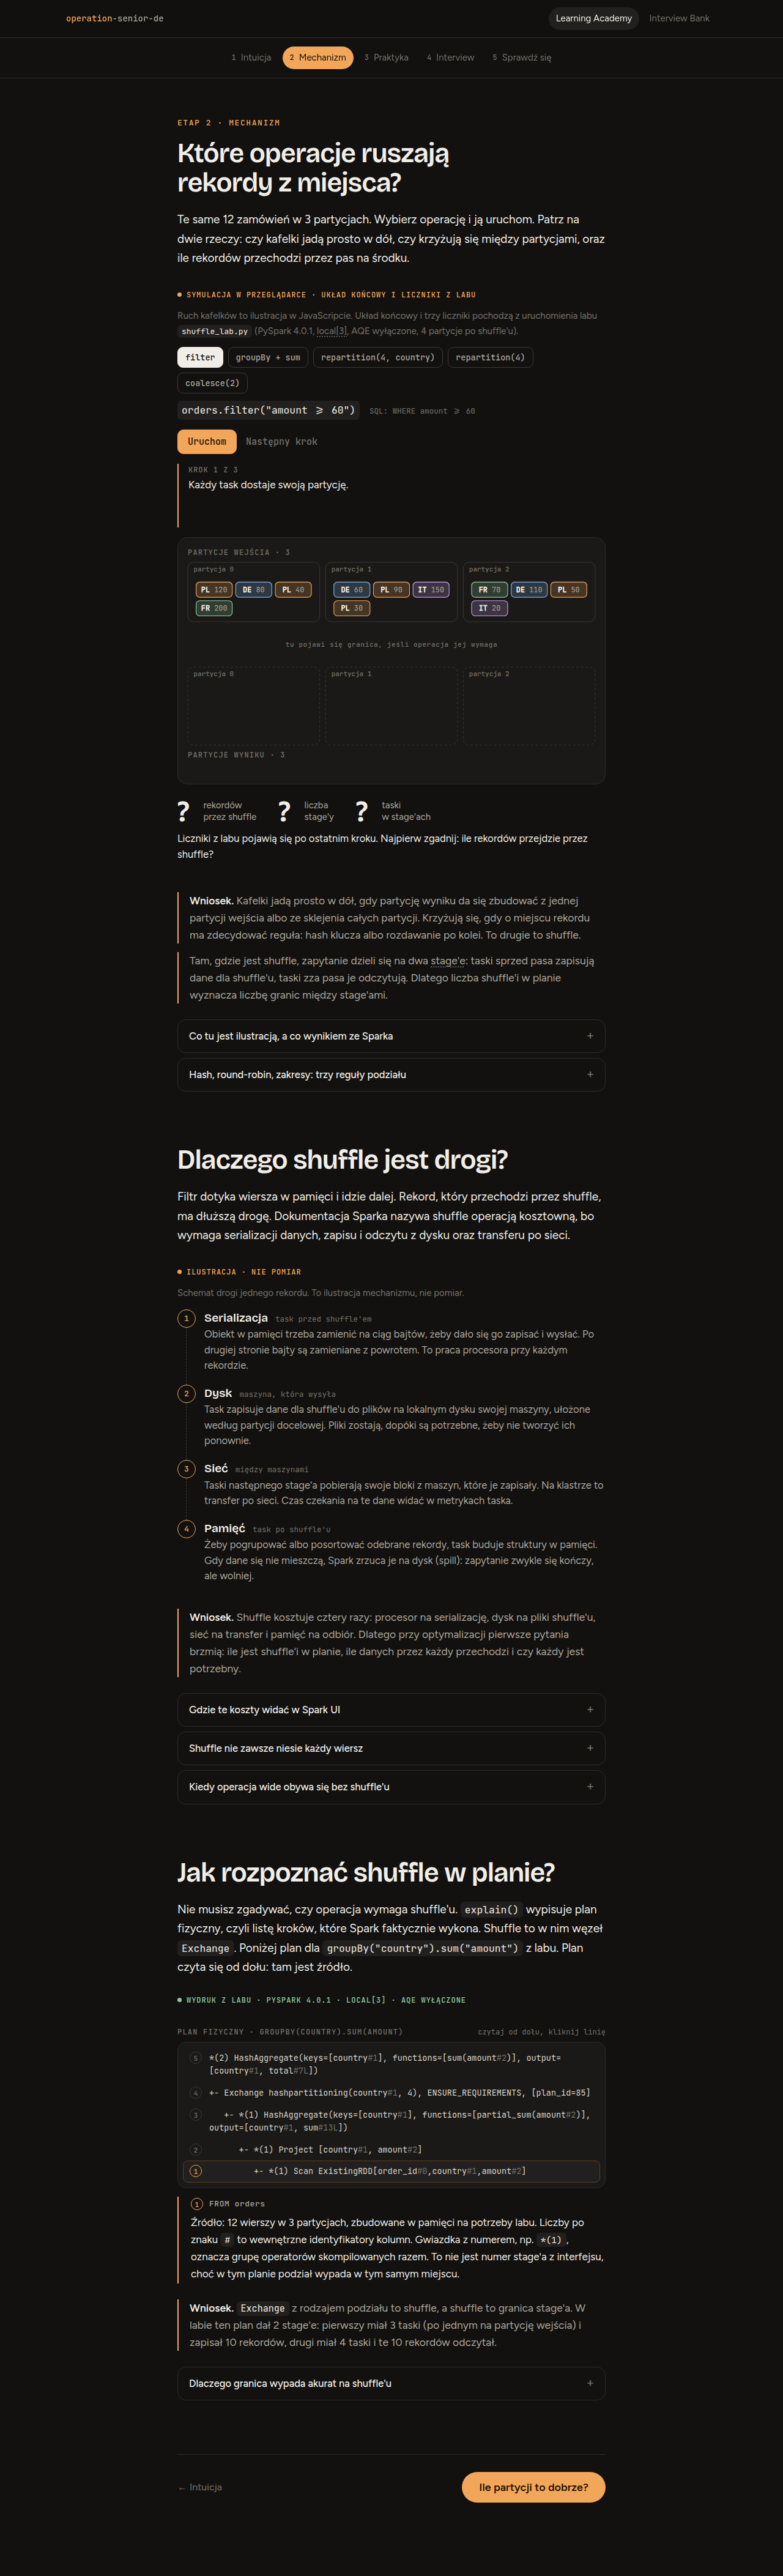 operation-senior-de
Learning Academy
Interview Bank
1 Intuicja
2 Mechanizm
3 Praktyka
4 Interview
5 Sprawdź się
ETAP 2 · MECHANIZM
Które operacje ruszają
rekordy z miejsca?
Te same 12 zamówień w 3 partycjach. Wybierz operację i ją uruchom. Patrz na
dwie rzeczy: czy kafelki jadą prosto w dół, czy krzyżują się między partycjami, oraz
ile rekordów przechodzi przez pas na środku.
SYMULACJA W PRZEGLĄDARCE · UKŁAD KOŃCOWY I LICZNIKI Z LABU
Ruch kafelków to ilustracja w JavaScripcie. Układ końcowy i trzy liczniki pochodzą z uruchomienia labu
shuffle_lab.py (PySpark 4.0.1, local[3], AQE wyłączone, 4 partycje po shuffle'u).
filter
groupBy + sum
repartition(4, country)
repartition(4)
coalesce(2)
orders.filter("amount ⩾ 60")
SQL: WHERE amount ⩾ 60
Uruchom
Następny krok
KROK 1 Z 3
Każdy task dostaje swoją partycję.
PARTYCJE WEJŚCIA · 3
partycja 0
partycja 1
partycja 2
PL 120
DE 80
PL 40
DE 60
PL 90
IT 150
FR 70
DE 110
PL 50
FR 200
PL 30
IT 20
tu pojawi się granica, jeśli operacja jej wymaga
partycja 0
partycja 1
partycja 2
PARTYCJE WYNIKU · 3
? rekordów
przez shuffle
? liczba
stage'y
? taski
w stage'ach
Liczniki z labu pojawią się po ostatnim kroku. Najpierw zgadnij: ile rekordów przejdzie przez
shuffle?
Wniosek. Kafelki jadą prosto w dół, gdy partycję wyniku da się zbudować z jednej
partycji wejścia albo ze sklejenia całych partycji. Krzyżują się, gdy o miejscu rekordu
ma zdecydować reguła: hash klucza albo rozdawanie po kolei. To drugie to shuffle.
Tam, gdzie jest shuffle, zapytanie dzieli się na dwa stage'e: taski sprzed pasa zapisują
dane dla shuffle'u, taski zza pasa je odczytują. Dlatego liczba shuffle'i w planie
wyznacza liczbę granic między stage'ami.
Co tu jest ilustracją, a co wynikiem ze Sparka +
Hash, round-robin, zakresy: trzy reguły podziału +
Dlaczego shuffle jest drogi?
Filtr dotyka wiersza w pamięci i idzie dalej. Rekord, który przechodzi przez shuffle,
ma dłuższą drogę. Dokumentacja Sparka nazywa shuffle operacją kosztowną, bo
wymaga serializacji danych, zapisu i odczytu z dysku oraz transferu po sieci.
ILUSTRACJA · NIE POMIAR
Schemat drogi jednego rekordu. To ilustracja mechanizmu, nie pomiar.
1 Serializacja task przed shuffle'em
Obiekt w pamięci trzeba zamienić na ciąg bajtów, żeby dało się go zapisać i wysłać. Po
drugiej stronie bajty są zamieniane z powrotem. To praca procesora przy każdym
rekordzie.
2 Dysk maszyna, która wysyła
Task zapisuje dane dla shuffle'u do plików na lokalnym dysku swojej maszyny, ułożone
według partycji docelowej. Pliki zostają, dopóki są potrzebne, żeby nie tworzyć ich
ponownie.
3 Sieć między maszynami
Taski następnego stage'a pobierają swoje bloki z maszyn, które je zapisały. Na klastrze to
transfer po sieci. Czas czekania na te dane widać w metrykach taska.
4 Pamięć task po shuffle'u
Żeby pogrupować albo posortować odebrane rekordy, task buduje struktury w pamięci.
Gdy dane się nie mieszczą, Spark zrzuca je na dysk (spill): zapytanie zwykle się kończy,
ale wolniej.
Wniosek. Shuffle kosztuje cztery razy: procesor na serializację, dysk na pliki shuffle'u,
sieć na transfer i pamięć na odbiór. Dlatego przy optymalizacji pierwsze pytania
brzmią: ile jest shuffle'i w planie, ile danych przez każdy przechodzi i czy każdy jest
potrzebny.
Gdzie te koszty widać w Spark UI +
Shuffle nie zawsze niesie każdy wiersz +
Kiedy operacja wide obywa się bez shuffle'u +
Jak rozpoznać shuffle w planie?
Nie musisz zgadywać, czy operacja wymaga shuffle'u. explain() wypisuje plan
fizyczny, czyli listę kroków, które Spark faktycznie wykona. Shuffle to w nim węzeł
Exchange. Poniżej plan dla groupBy("country").sum("amount") z labu. Plan
czyta się od dołu: tam jest źródło.
WYDRUK Z LABU · PYSPARK 4.0.1 · LOCAL[3] · AQE WYŁĄCZONE
PLAN FIZYCZNY · GROUPBY(COUNTRY).SUM(AMOUNT)
czytaj od dołu, kliknij linię
5 *(2) HashAggregate(keys=[country#1], functions=[sum(amount#2)], output=
[country#1, total#7L])
4 +- Exchange hashpartitioning(country#1, 4), ENSURE_REQUIREMENTS, [plan_id=85]
3 +- *(1) HashAggregate(keys=[country#1], functions=[partial_sum(amount#2)],
output=[country#1, sum#13L])
2 +- *(1) Project [country#1, amount#2]
1 +- *(1) Scan ExistingRDD[order_id#0,country#1,amount#2]
1 FROM orders
Źródło: 12 wierszy w 3 partycjach, zbudowane w pamięci na potrzeby labu. Liczby po
znaku # to wewnętrzne identyfikatory kolumn. Gwiazdka z numerem, np. *(1),
oznacza grupę operatorów skompilowanych razem. To nie jest numer stage'a z interfejsu,
choć w tym planie podział wypada w tym samym miejscu.
Wniosek. Exchange z rodzajem podziału to shuffle, a shuffle to granica stage'a. W
labie ten plan dał 2 stage'e: pierwszy miał 3 taski (po jednym na partycję wejścia) i
zapisał 10 rekordów, drugi miał 4 taski i te 10 rekordów odczytał.
Dlaczego granica wypada akurat na shuffle'u +
← Intuicja
Ile partycji to dobrze?